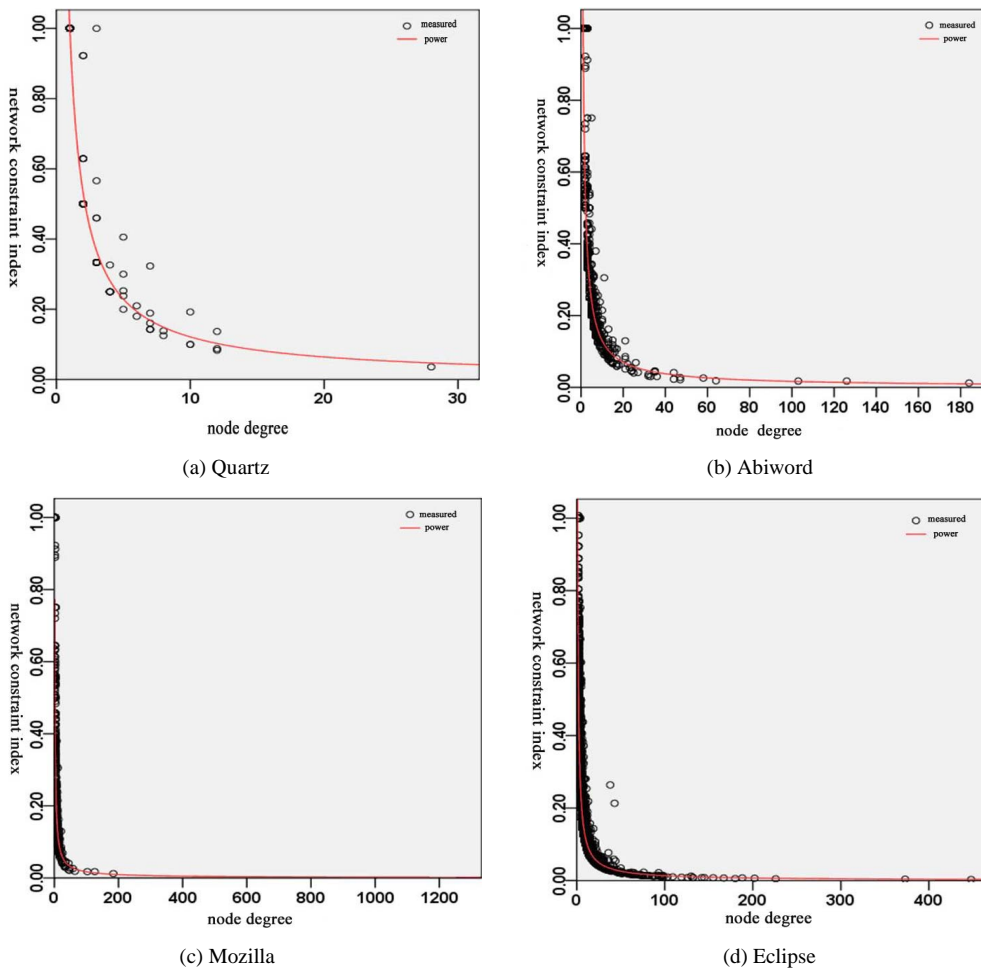 measured
power
network constraint index
1.00
0.80
0.60
0.40
0.20
0.00
0
10
20
30
node degree
(a) Quartz
measured
power
network constraint index
1.00
0.80
0.60
0.40
0.20
0.00
0
20
40
60
80
100
120
140
160
180
node degree
(b) Abiword
measured
power
network constraint index
1.00
0.80
0.60
0.40
0.20
0.00
0
200
400
600
800
1000
1200
node degree
(c) Mozilla
measured
power
network constraint index
1.00
0.80
0.60
0.40
0.20
0.00
0
100
200
300
400
node degree
(d) Eclipse